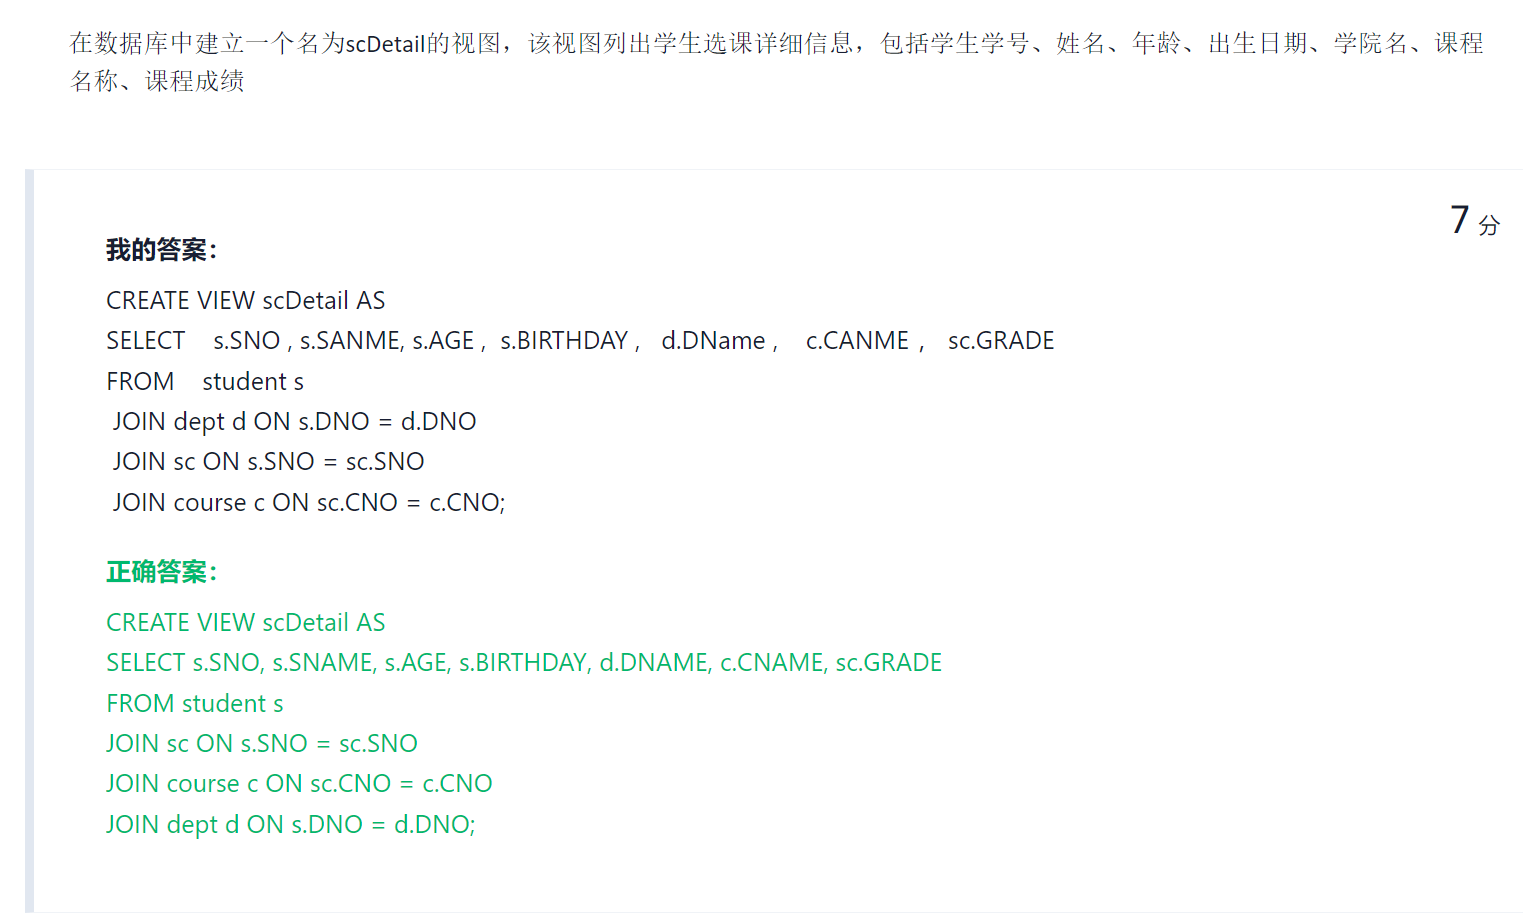 在数据库中建立一个名为scDetail的视图，该视图列出学生选课详细信息，包括学生学号、姓名、年龄、出生日期、学院名、课程
名称、课程成绩
7 分
我的答案：
CREATE VIEW scDetail AS
SELECT s.SNO , s.SANME, s.AGE , s.BIRTHDAY , d.DName , c.CANME ， sc.GRADE
FROM student s
JOIN dept d ON s.DNO = d.DNO
JOIN sc ON s.SNO = sc.SNO
JOIN course c ON sc.CNO = c.CNO;
正确答案：
CREATE VIEW scDetail AS
SELECT s.SNO, s.SNAME, s.AGE, s.BIRTHDAY, d.DNAME, c.CNAME, sc.GRADE
FROM student s
JOIN sc ON s.SNO = sc.SNO
JOIN course c ON sc.CNO = c.CNO
JOIN dept d ON s.DNO = d.DNO;